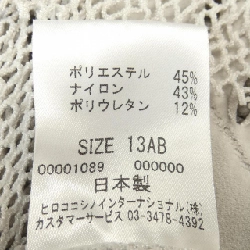 ポリエステル 45%
ナイロン 43%
ポリウレタン 12%
SIZE 13AB
00001089 000000
日本製
ヒロココシノインターナショナル(株)
カスタマーサービス 03-3478-4392